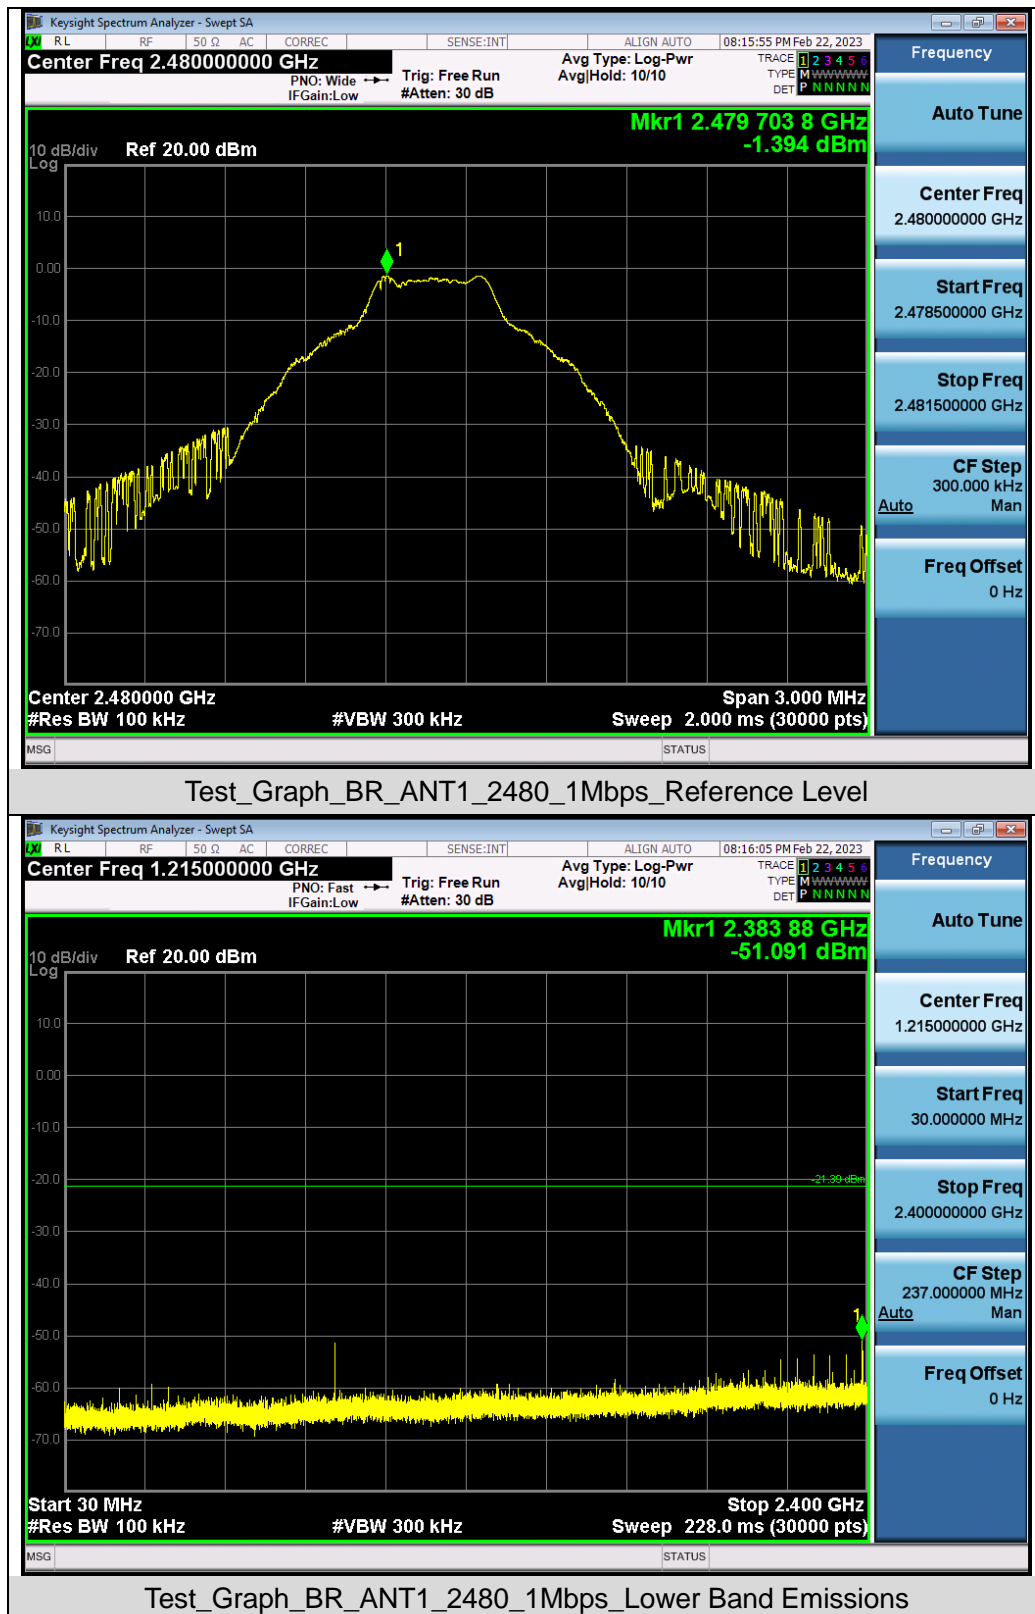 Keysight Spectrum Analyzer - Swept SA
LXI RL RF 50 Ω AC CORREC SENSE:INT ALIGN AUTO 08:15:55 PM Feb 22, 2023
Center Freq 2.480000000 GHz
PNO: Wide
IFGain:Low
Trig: Free Run
#Atten: 30 dB
Avg Type: Log-Pwr
Avg|Hold: 10/10
TRACE 1 2 3 4 5 6
TYPE M WWWWW
DET P N N N N N
Mkr1 2.479 703 8 GHz
-1.394 dBm
10 dB/div Ref 20.00 dBm
Log
10.0
0.00
-10.0
-20.0
-30.0
-40.0
-50.0
-60.0
-70.0
1
Center 2.480000 GHz Span 3.000 MHz
#Res BW 100 kHz #VBW 300 kHz Sweep 2.000 ms (30000 pts)
MSG STATUS
Frequency
Auto Tune
Center Freq
2.480000000 GHz
Start Freq
2.478500000 GHz
Stop Freq
2.481500000 GHz
CF Step
300.000 kHz
Auto Man
Freq Offset
0 Hz
Test_Graph_BR_ANT1_2480_1Mbps_Reference Level
Keysight Spectrum Analyzer - Swept SA
LXI RL RF 50 Ω AC CORREC SENSE:INT ALIGN AUTO 08:16:05 PM Feb 22, 2023
Center Freq 1.215000000 GHz
PNO: Fast
IFGain:Low
Trig: Free Run
#Atten: 30 dB
Avg Type: Log-Pwr
Avg|Hold: 10/10
TRACE 1 2 3 4 5 6
TYPE M WWWWW
DET P N N N N N
Mkr1 2.383 88 GHz
-51.091 dBm
10 dB/div Ref 20.00 dBm
Log
10.0
0.00
-10.0
-20.0
-30.0
-40.0
-50.0
-60.0
-70.0
-21.39 dBm
1
Start 30 MHz Stop 2.400 GHz
#Res BW 100 kHz #VBW 300 kHz Sweep 228.0 ms (30000 pts)
MSG STATUS
Frequency
Auto Tune
Center Freq
1.215000000 GHz
Start Freq
30.000000 MHz
Stop Freq
2.400000000 GHz
CF Step
237.000000 MHz
Auto Man
Freq Offset
0 Hz
Test_Graph_BR_ANT1_2480_1Mbps_Lower Band Emissions